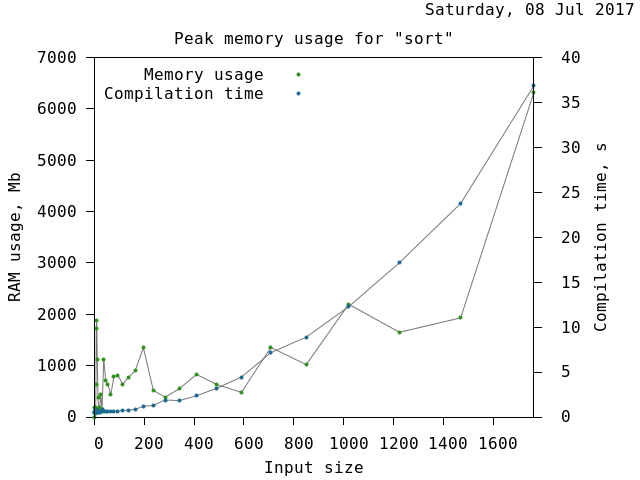 Saturday, 08 Jul 2017
Peak memory usage for "sort"
Memory usage
Compilation time
7000
6000
5000
4000
3000
2000
1000
0
RAM usage, Mb
40
35
30
25
20
15
10
5
0
Compilation time, s
0 200 400 600 800 1000 1200 1400 1600
Input size